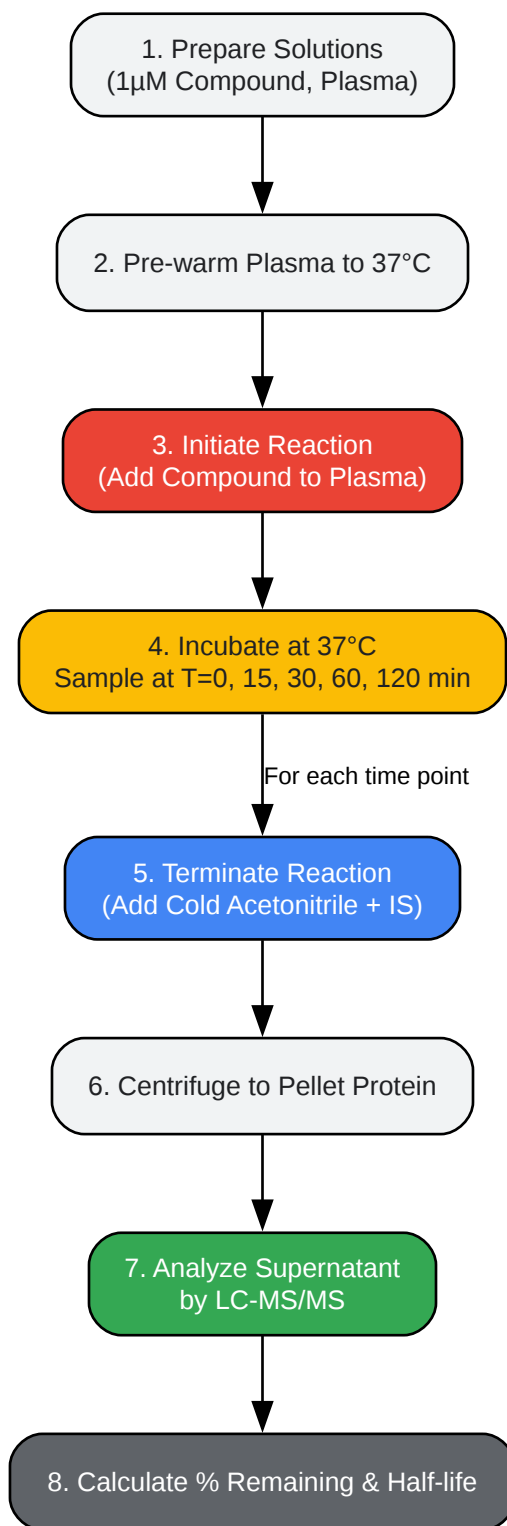 1. Prepare Solutions
(1µM Compound, Plasma)
2. Pre-warm Plasma to 37°C
3. Initiate Reaction
(Add Compound to Plasma)
4. Incubate at 37°C
Sample at T=0, 15, 30, 60, 120 min
For each time point
5. Terminate Reaction
(Add Cold Acetonitrile + IS)
6. Centrifuge to Pellet Protein
7. Analyze Supernatant
by LC-MS/MS
8. Calculate % Remaining & Half-life